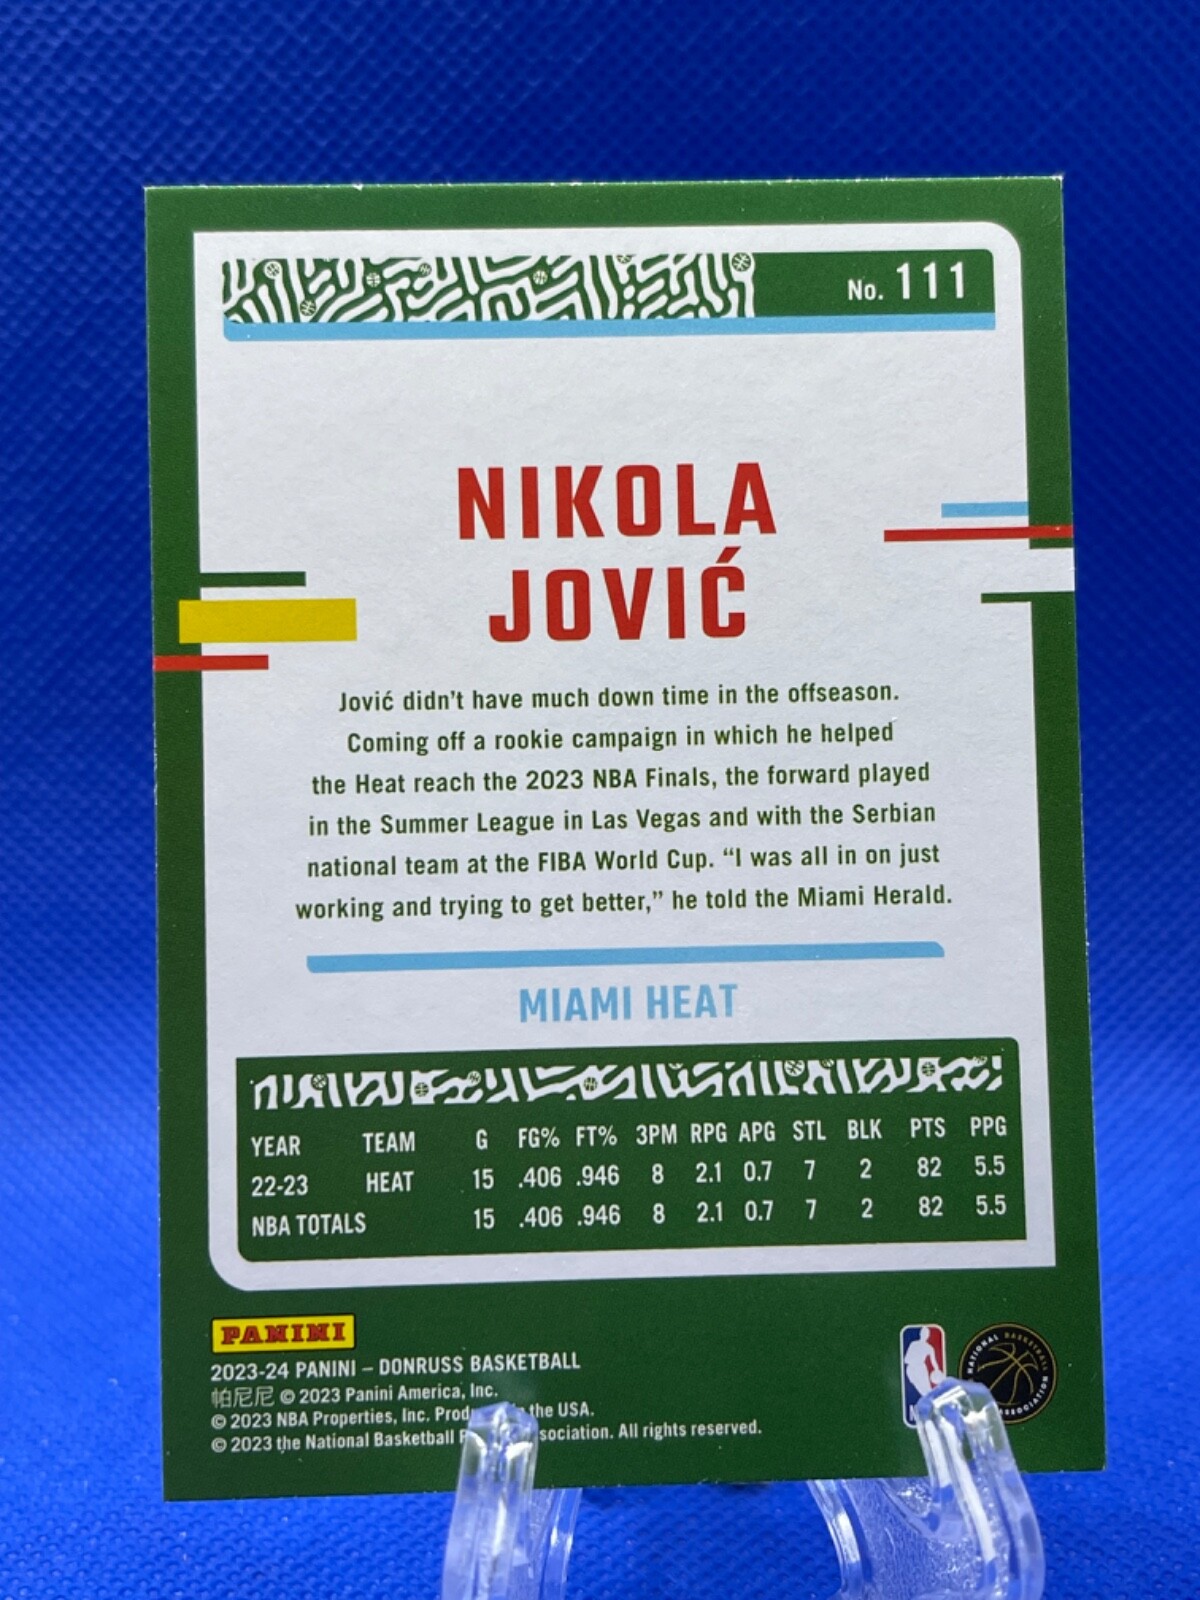 No. 111
NIKOLA
JOVIĆ
Jović didn't have much down time in the offseason.
Coming off a rookie campaign in which he helped
the Heat reach the 2023 NBA Finals, the forward played
in the Summer League in Las Vegas and with the Serbian
national team at the FIBA World Cup. “I was all in on just
working and trying to get better,” he told the Miami Herald.
MIAMI HEAT
YEAR TEAM G FG% FT% 3PM RPG APG STL BLK PTS PPG
22-23 HEAT 15 .406 .946 8 2.1 0.7 7 2 82 5.5
NBA TOTALS 15 .406 .946 8 2.1 0.7 7 2 82 5.5
PANINI
2023-24 PANINI – DONRUSS BASKETBALL
帕尼尼 © 2023 Panini America, Inc.
© 2023 NBA Properties, Inc. the USA.
© 2023 the National Basketball All rights reserved.
NATIONAL BASKETBALL